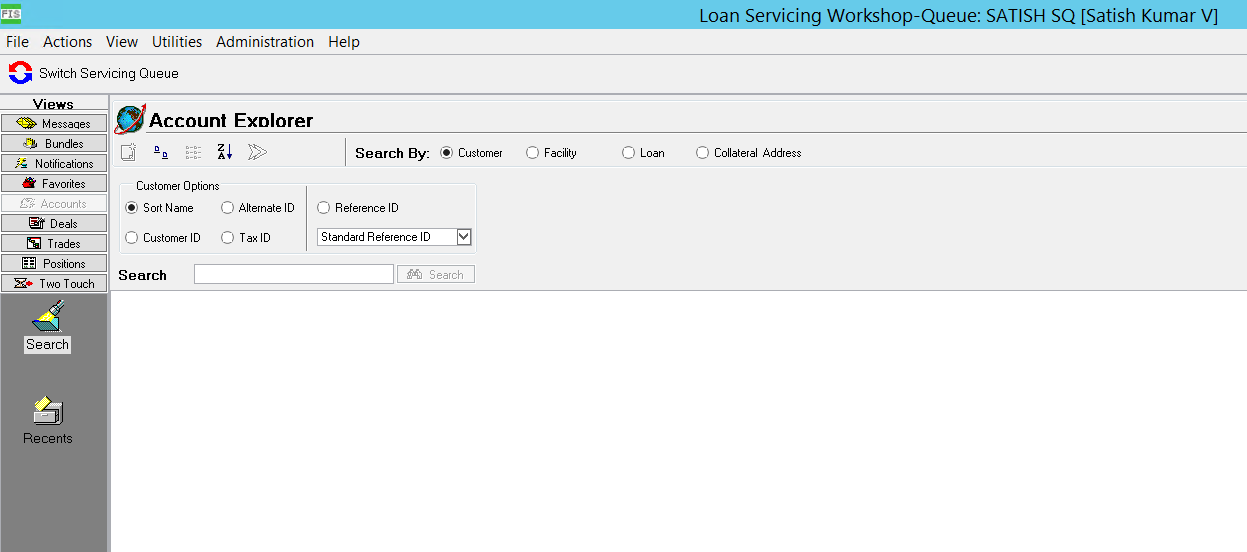 FIS
Loan Servicing Workshop-Queue: SATISH SQ [Satish Kumar V]
File Actions View Utilities Administration Help
Switch Servicing Queue
Views
Messages
Bundles
Notifications
Favorites
Accounts
Deals
Trades
Positions
Two Touch
Search
Recents
Account Explorer
Search By: Customer Facility Loan Collateral Address
Customer Options
Sort Name Alternate ID Reference ID
Customer ID Tax ID Standard Reference ID
Search Search